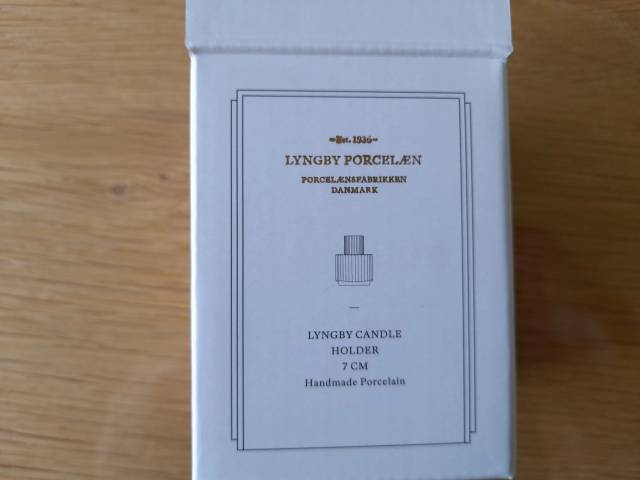 Est. 1936
LYNGBY PORCELÆN
PORCELÆNSFABRIKKEN
DANMARK
LYNGBY CANDLE
HOLDER
7 CM
Handmade Porcelain